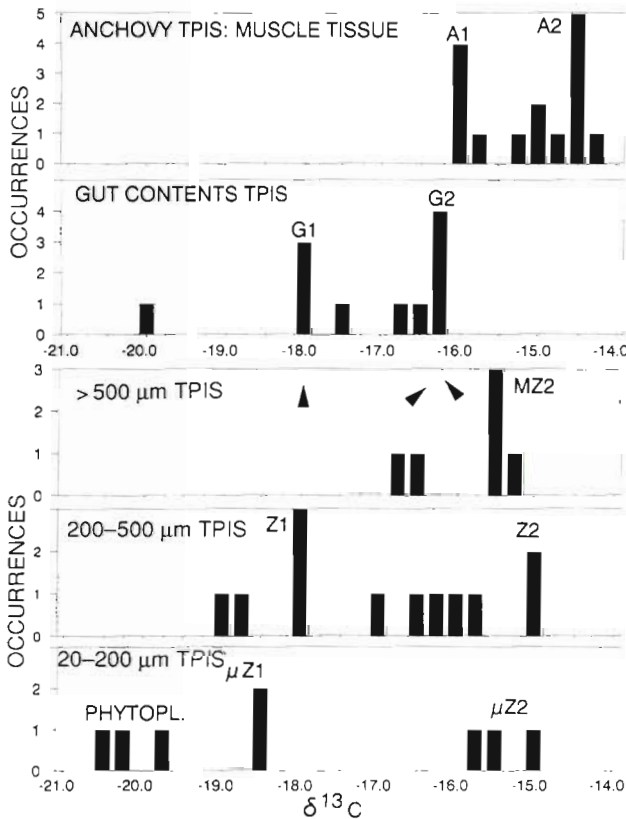 5
ANCHOVY TPIS: MUSCLE TISSUE
A1
A2
4
3
2
1
0
OCCURRENCES
GUT CONTENTS TPIS
G1
G2
4
3
2
1
0
-21.0 -20.0 -19.0 -18.0 -17.0 -16.0 -15.0 -14.0
3
> 500 µm TPIS
MZ2
2
1
0
Z1
200–500 µm TPIS
Z2
2
1
0
OCCURRENCES
20–200 µm TPIS
µZ1
2
PHYTOPL.
µZ2
1
0
-21.0 -20.0 -19.0 -18.0 -17.0 -16.0 -15.0 -14.0
δ 13 C